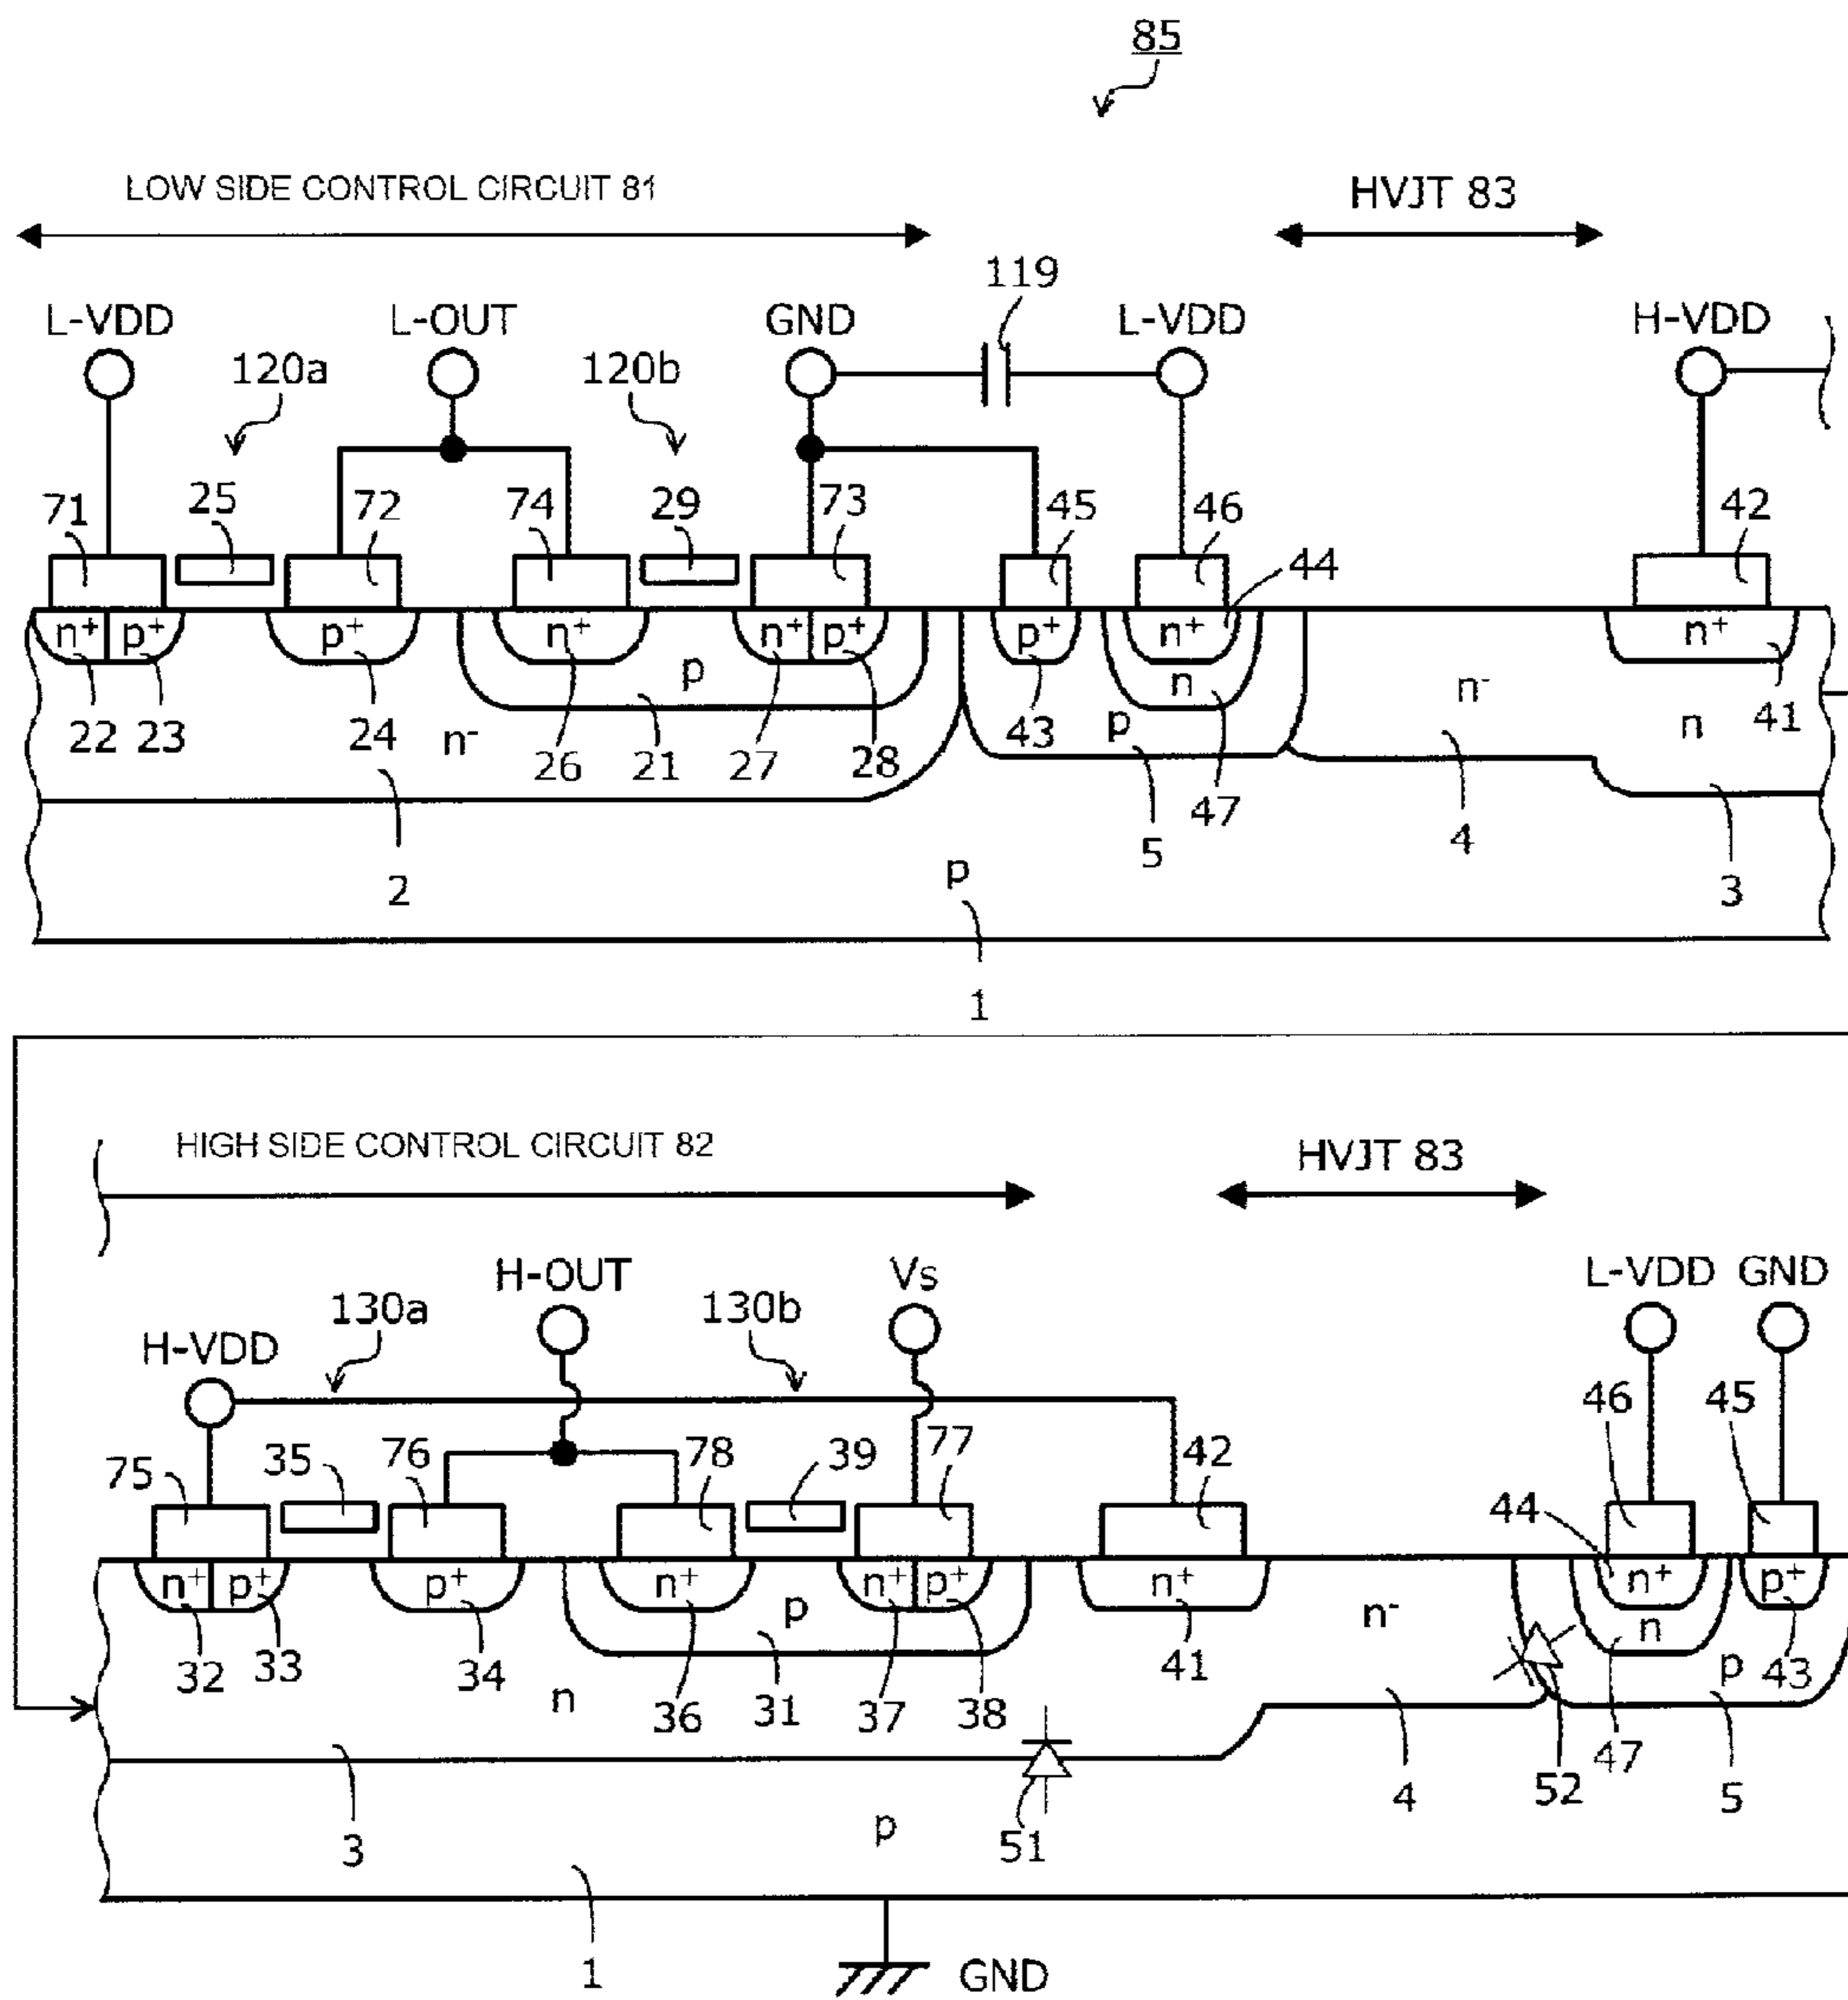 85
LOW SIDE CONTROL CIRCUIT 81
HVJT 83
119
L-VDD
L-OUT
GND
L-VDD
H-VDD
120a
120b
71
25
72
74
29
73
45
46
44
42
n+
p+
p+
n+
n+
p+
p+
n+
n+
p
n
n-
22
23
24
n-
26
21
27
28
43
p
47
n
41
2
p
5
4
3
1
HIGH SIDE CONTROL CIRCUIT 82
HVJT 83
H-OUT
Vs
L-VDD
GND
130a
130b
H-VDD
75
35
76
78
39
77
42
46
45
44
n+
p+
p+
n+
n+
p+
n+
n+
p+
p
n-
n
32
33
34
n
36
31
37
38
41
p
43
3
p
51
4
52
47
5
1
GND